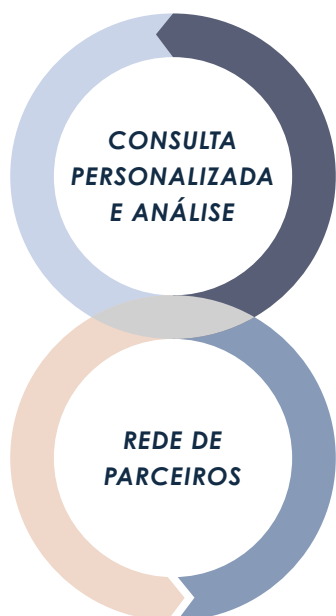 CONSULTA
PERSONALIZADA
E ANÁLISE
REDE DE
PARCEIROS